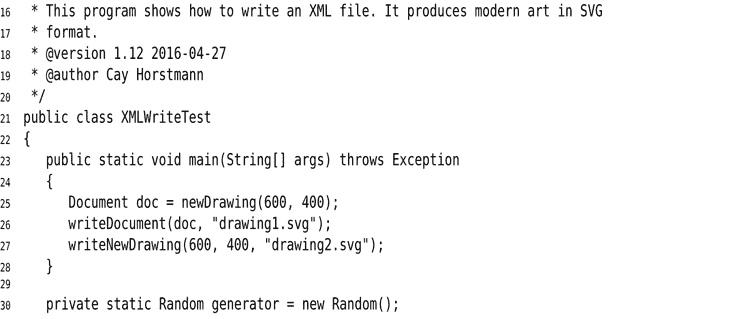 16  * This program shows how to write an XML file. It produces modern art in SVG
17  * format.
18  * @version 1.12 2016-04-27
19  * @author Cay Horstmann
20  */
21 public class XMLWriteTest
22 {
23    public static void main(String[] args) throws Exception
24    {
25       Document doc = newDrawing(600, 400);
26       writeDocument(doc, "drawing1.svg");
27       writeNewDrawing(600, 400, "drawing2.svg");
28    }
29
30    private static Random generator = new Random();